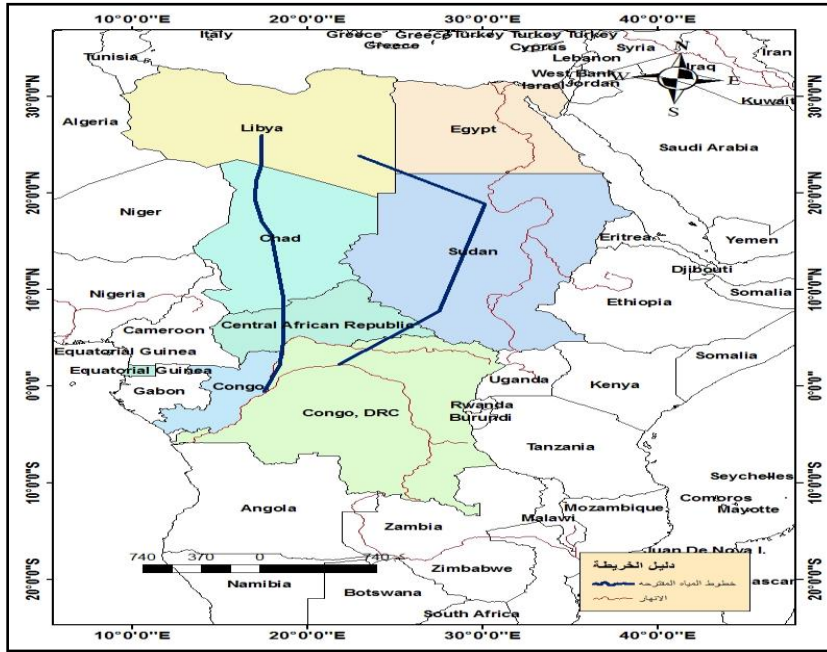 Italy
Greece
Greece
Turkey
Turkey
Turkey
Greece
Cyprus
Syria
Iran
Tunisia
Lebanon
N
Iraq
West Bank
W
E
Israel
Jordan
S
Kuwait
Algeria
Libya
Egypt
Saudi Arabia
Niger
Chad
Sudan
Eritrea
Yemen
Djibouti
Nigeria
Ethiopia
Somalia
Central African Republic
Cameroon
Equatorial Guinea
Somalia
Equatorial Guinea
Congo
Uganda
Kenya
Gabon
Rwanda
Burundi
Congo, DRC
Tanzania
Seychelles
Comoros
Mayotte
Angola
Mozambique
Malawi
Zambia
Juan De Nova I.
740 370 0 740
Zimbabwe
Namibia
Botswana
South Africa
دليل الخريطة
خطوط المياه المقترحه
الانهار
30°0'0"N
20°0'0"N
10°0'0"N
0°0'0"
10°0'0"S
20°0'0"S
30°0'0"N
20°0'0"N
10°0'0"N
0°0'0"
10°0'0"S
20°0'0"S
10°0'0"E
20°0'0"E
30°0'0"E
40°0'0"E
10°0'0"E
20°0'0"E
30°0'0"E
40°0'0"E